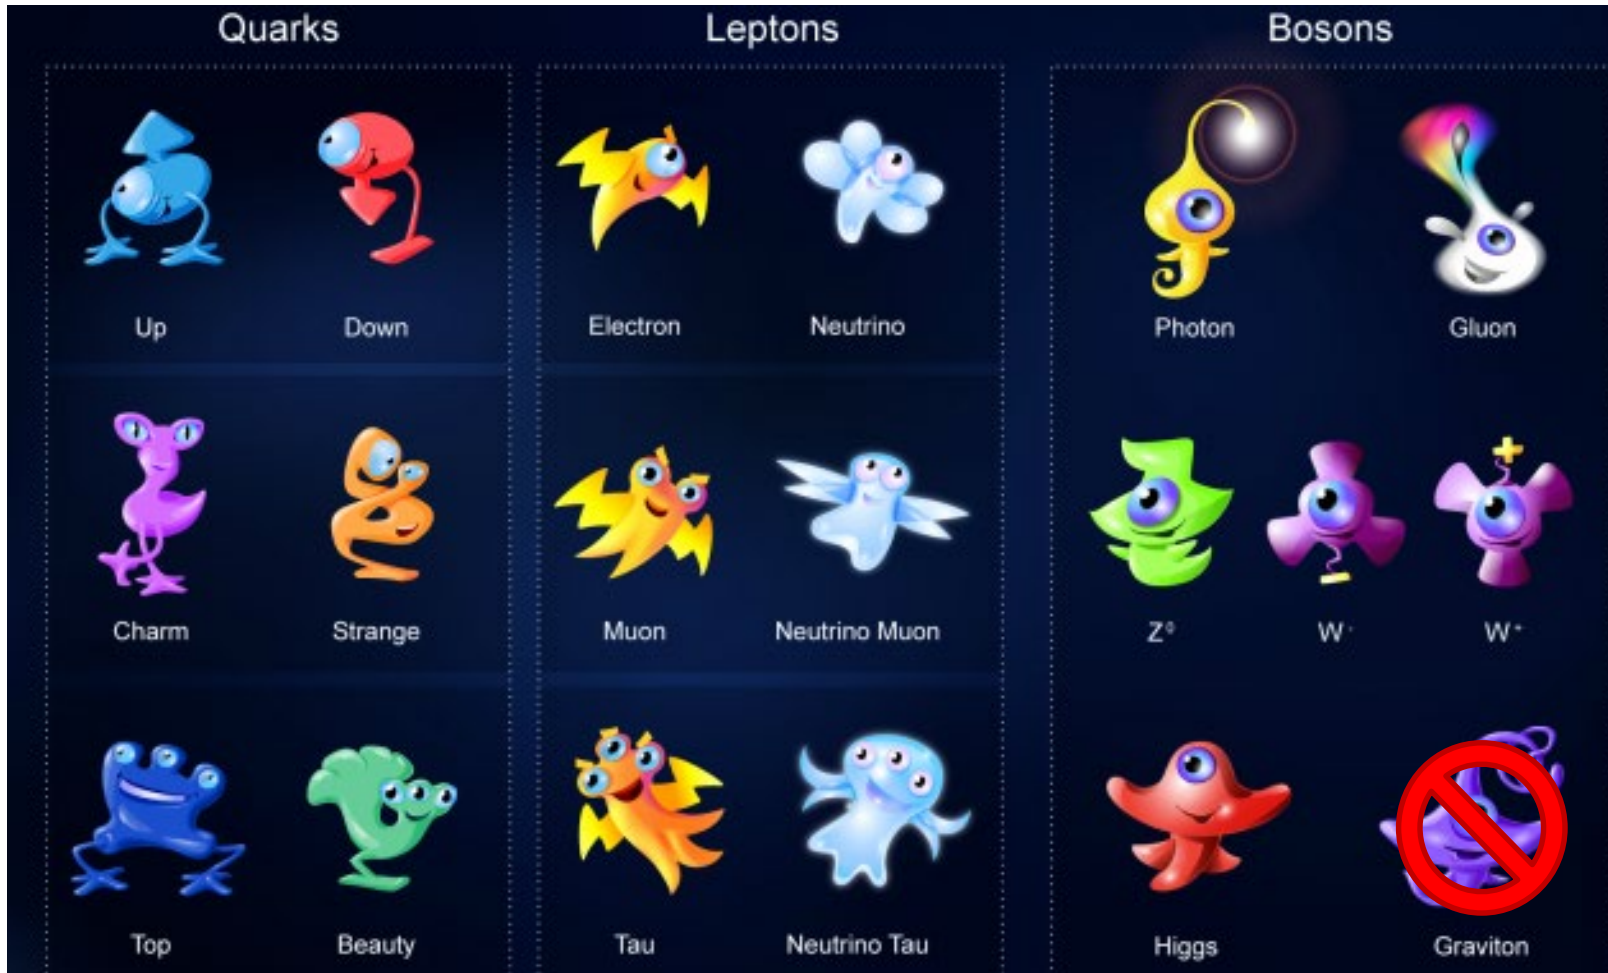 Quarks Leptons Bosons
Up Down Electron Neutrino Photon Gluon
Charm Strange Muon Neutrino Muon Z⁰ W⁻ W⁺
Top Beauty Tau Neutrino Tau Higgs Graviton